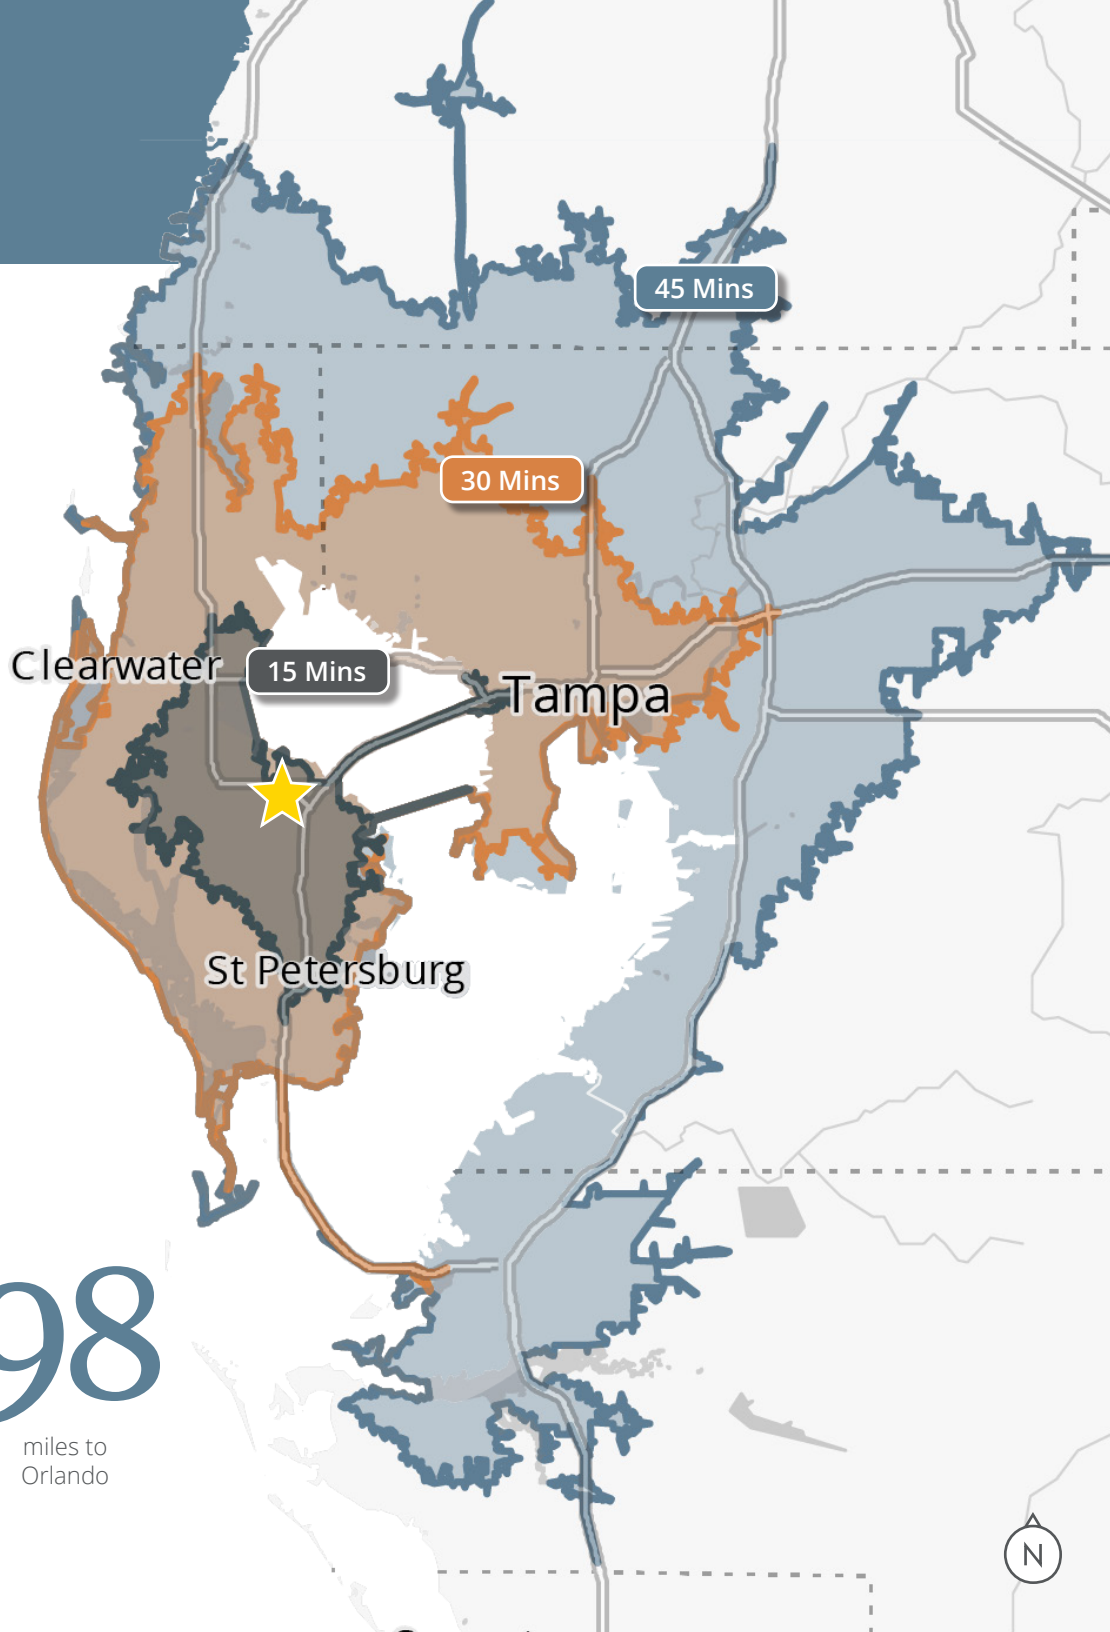 45 Mins
30 Mins
Clearwater
15 Mins
Tampa
St Petersburg
98
miles to
Orlando
N